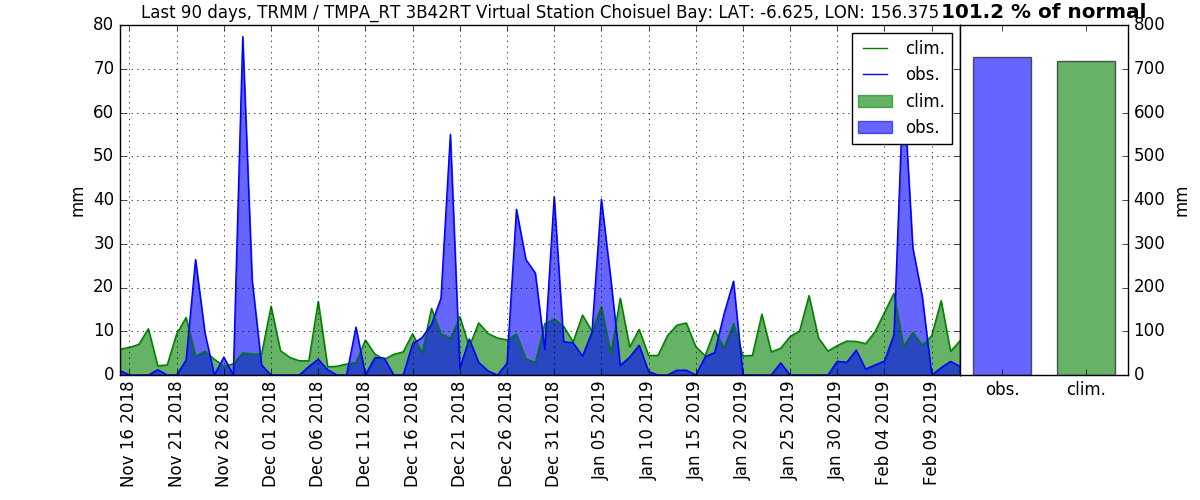 Last 90 days, TRMM / TMPA_RT 3B42RT Virtual Station Choisuel Bay: LAT: -6.625, LON: 156.375
101.2 % of normal
80
70
60
50
40
30
20
10
0
mm
clim.
obs.
clim.
obs.
Nov 16 2018
Nov 21 2018
Nov 26 2018
Dec 01 2018
Dec 06 2018
Dec 11 2018
Dec 16 2018
Dec 21 2018
Dec 26 2018
Dec 31 2018
Jan 05 2019
Jan 10 2019
Jan 15 2019
Jan 20 2019
Jan 25 2019
Jan 30 2019
Feb 04 2019
Feb 09 2019
800
700
600
500
400
300
200
100
0
mm
obs.
clim.